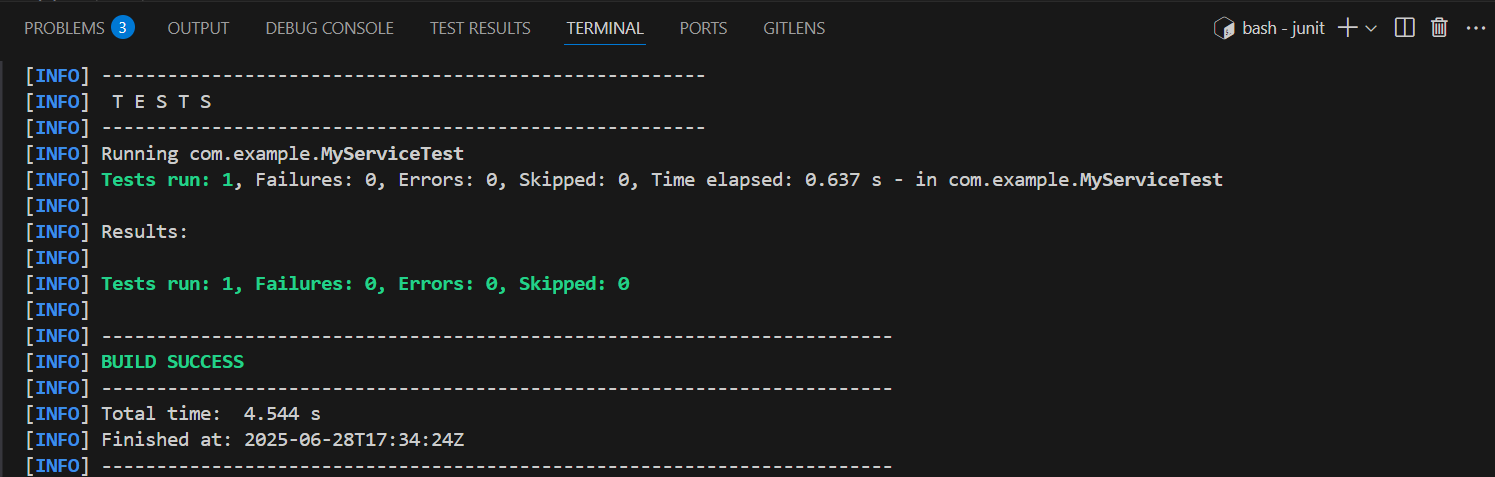 PROBLEMS 3 OUTPUT DEBUG CONSOLE TEST RESULTS TERMINAL PORTS GITLENS bash - junit
[INFO] -------------------------------------------------------
[INFO]  T E S T S
[INFO] -------------------------------------------------------
[INFO] Running com.example.MyServiceTest
[INFO] Tests run: 1, Failures: 0, Errors: 0, Skipped: 0, Time elapsed: 0.637 s - in com.example.MyServiceTest
[INFO]
[INFO] Results:
[INFO]
[INFO] Tests run: 1, Failures: 0, Errors: 0, Skipped: 0
[INFO]
[INFO] ------------------------------------------------------------------------
[INFO] BUILD SUCCESS
[INFO] ------------------------------------------------------------------------
[INFO] Total time:  4.544 s
[INFO] Finished at: 2025-06-28T17:34:24Z
[INFO] ------------------------------------------------------------------------